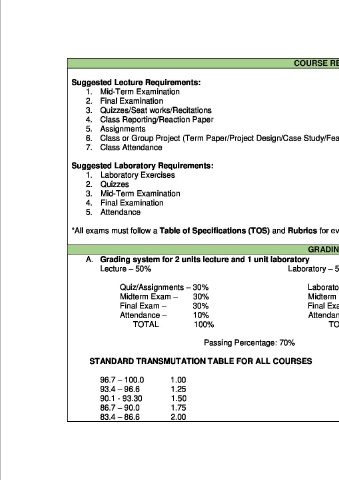 COURSE RE
Suggested Lecture Requirements:
1. Mid-Term Examination
2. Final Examination
3. Quizzes/Seat works/Recitations
4. Class Reporting/Reaction Paper
5. Assignments
6. Class or Group Project (Term Paper/Project Design/Case Study/Fea
7. Class Attendance
Suggested Laboratory Requirements:
1. Laboratory Exercises
2. Quizzes
3. Mid-Term Examination
4. Final Examination
5. Attendance
*All exams must follow a Table of Specifications (TOS) and Rubrics for ev
GRADIN
A. Grading system for 2 units lecture and 1 unit laboratory
Lecture – 50% Laboratory – 5
Quiz/Assignments – 30% Laborato
Midterm Exam – 30% Midterm
Final Exam – 30% Final Exa
Attendance – 10% Attendan
TOTAL 100% TO
Passing Percentage: 70%
STANDARD TRANSMUTATION TABLE FOR ALL COURSES
96.7 – 100.0 1.00
93.4 – 96.6 1.25
90.1 - 93.30 1.50
86.7 – 90.0 1.75
83.4 – 86.6 2.00